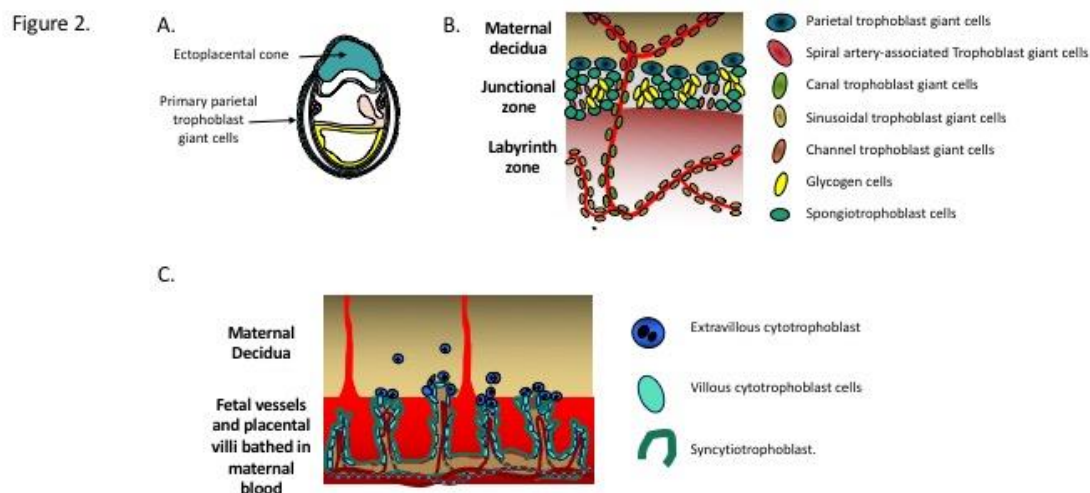 Figure 2.
A.
Ectoplacental cone
Primary parietal
trophoblast
giant cells
B.
Maternal
decidua
Junctional
zone
Labyrinth
zone
Parietal trophoblast giant cells
Spiral artery-associated Trophoblast giant cells
Canal trophoblast giant cells
Sinusoidal trophoblast giant cells
Channel trophoblast giant cells
Glycogen cells
Spongiotrophoblast cells
C.
Maternal
Decidua
Fetal vessels
and placental
villi bathed in
maternal
blood
Extravillous cytotrophoblast
Villous cytotrophoblast cells
Syncytiotrophoblast.